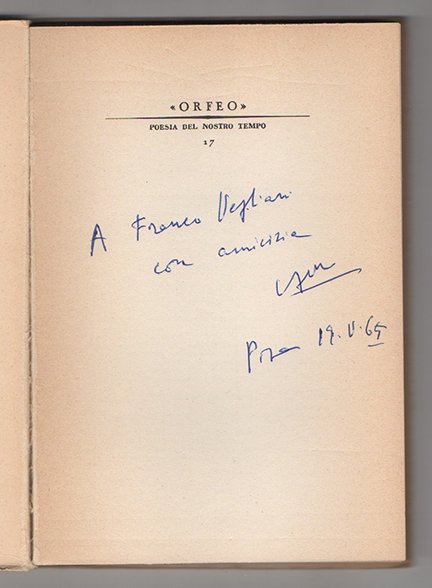 «ORFEO»
POESIA DEL NOSTRO TEMPO
17
A Franco Vegliani
con amicizia
19.V.65